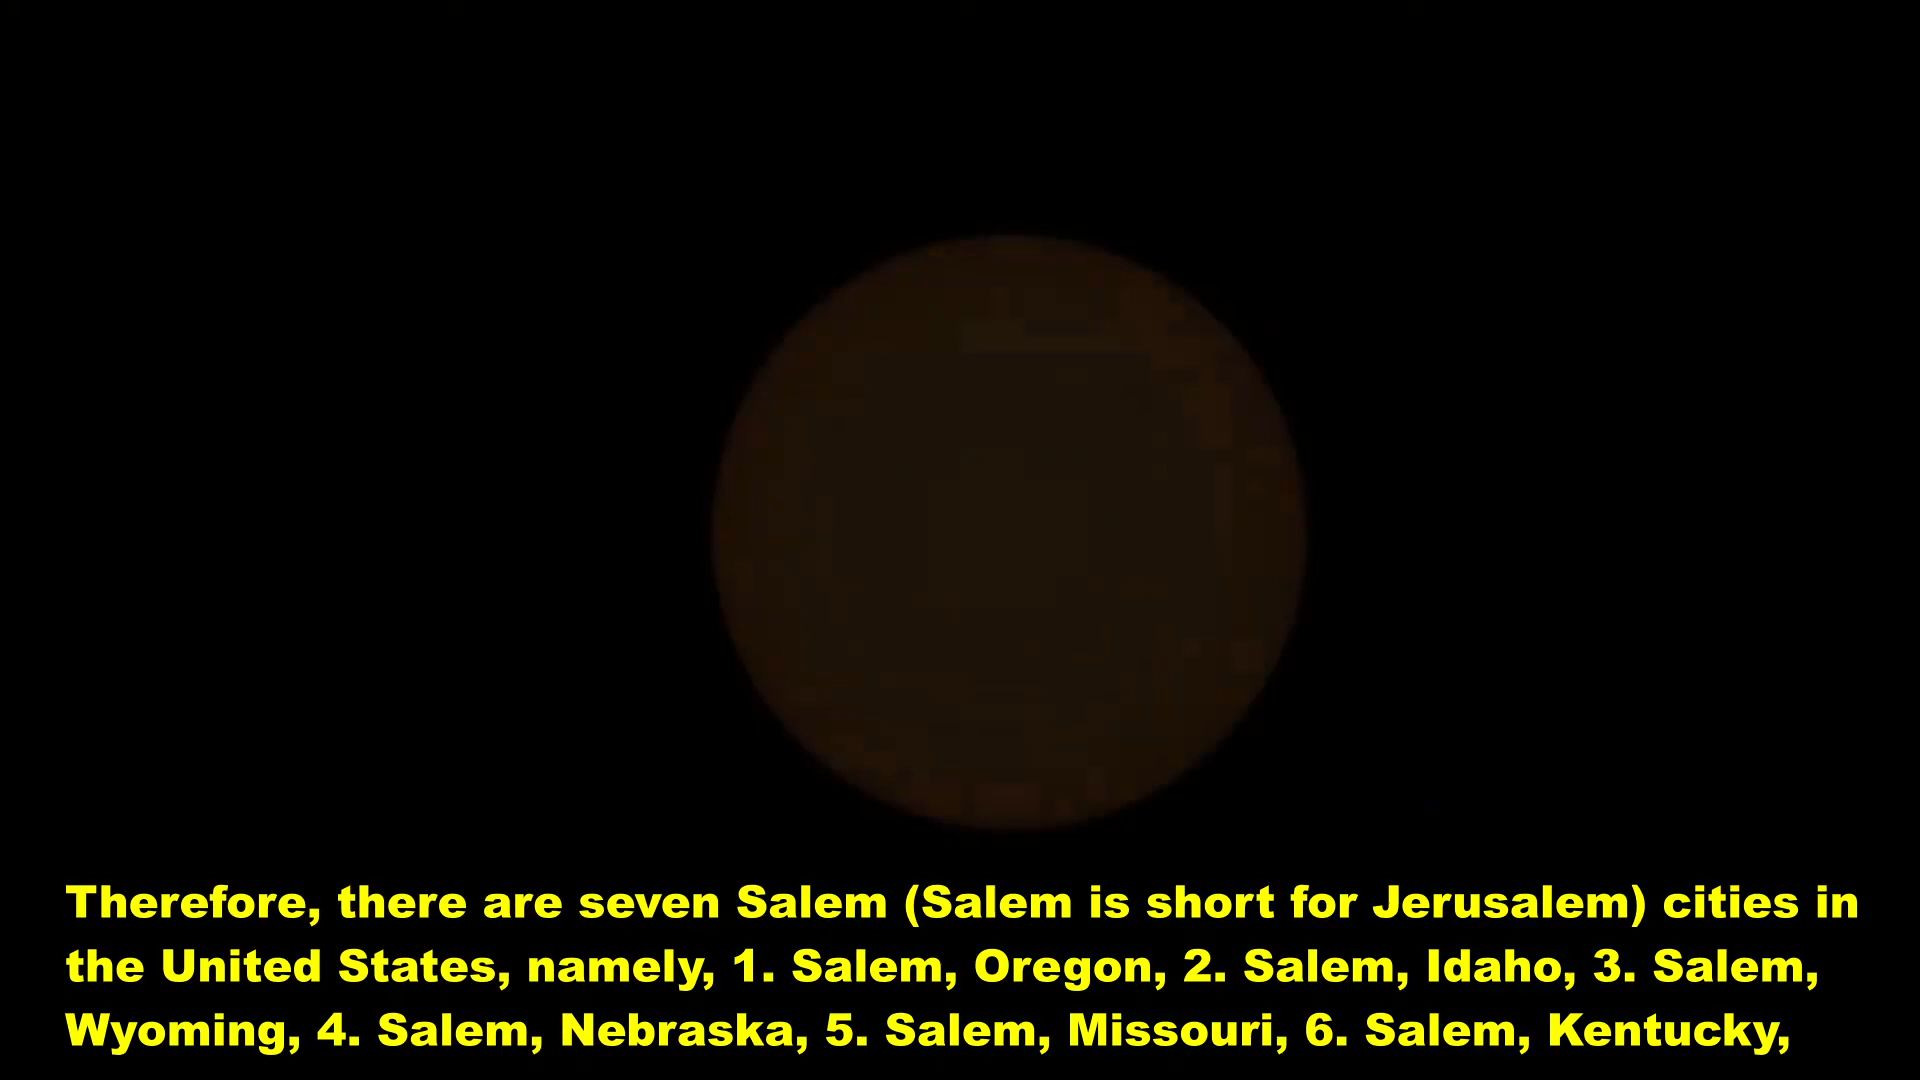 Therefore, there are seven Salem (Salem is short for Jerusalem) cities in
the United States, namely, 1. Salem, Oregon, 2. Salem, Idaho, 3. Salem,
Wyoming, 4. Salem, Nebraska, 5. Salem, Missouri, 6. Salem, Kentucky,